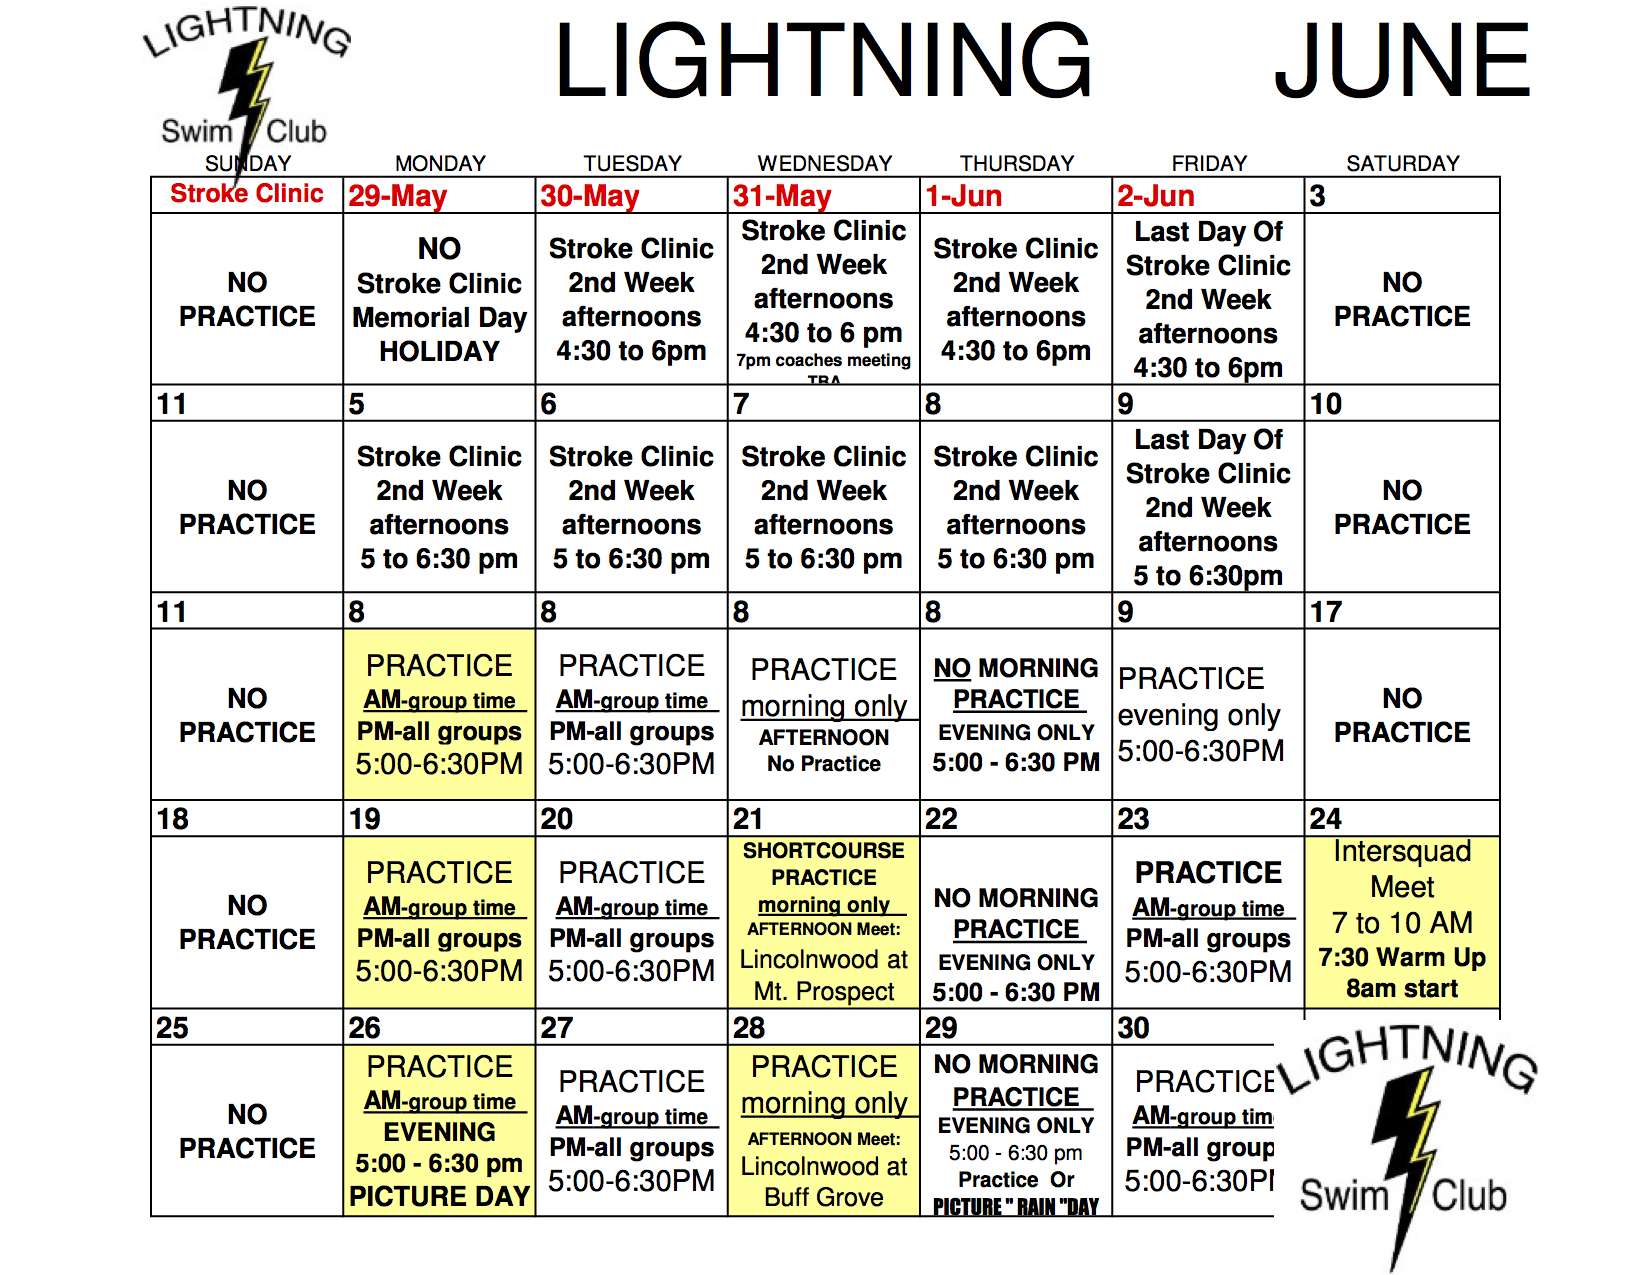 LIGHTNING
Swim Club
LIGHTNING JUNE
SUNDAY MONDAY TUESDAY WEDNESDAY THURSDAY FRIDAY SATURDAY
Stroke Clinic 29-May 30-May 31-May 1-Jun 2-Jun 3
NO
PRACTICE
NO
Stroke Clinic
Memorial Day
HOLIDAY
Stroke Clinic
2nd Week
afternoons
4:30 to 6pm
Stroke Clinic
2nd Week
afternoons
4:30 to 6 pm
7pm coaches meeting
TBA
Stroke Clinic
2nd Week
afternoons
4:30 to 6pm
Last Day Of
Stroke Clinic
2nd Week
afternoons
4:30 to 6pm
NO
PRACTICE
11 5 6 7 8 9 10
NO
PRACTICE
Stroke Clinic
2nd Week
afternoons
5 to 6:30 pm
Stroke Clinic
2nd Week
afternoons
5 to 6:30 pm
Stroke Clinic
2nd Week
afternoons
5 to 6:30 pm
Stroke Clinic
2nd Week
afternoons
5 to 6:30 pm
Last Day Of
Stroke Clinic
2nd Week
afternoons
5 to 6:30pm
NO
PRACTICE
11 8 8 8 8 9 17
NO
PRACTICE
PRACTICE
AM-group time
PM-all groups
5:00-6:30PM
PRACTICE
AM-group time
PM-all groups
5:00-6:30PM
PRACTICE
morning only
AFTERNOON
No Practice
NO MORNING
PRACTICE
EVENING ONLY
5:00 - 6:30 PM
PRACTICE
evening only
5:00-6:30PM
NO
PRACTICE
18 19 20 21 22 23 24
NO
PRACTICE
PRACTICE
AM-group time
PM-all groups
5:00-6:30PM
PRACTICE
AM-group time
PM-all groups
5:00-6:30PM
SHORTCOURSE
PRACTICE
morning only
AFTERNOON Meet:
Lincolnwood at
Mt. Prospect
NO MORNING
PRACTICE
EVENING ONLY
5:00 - 6:30 PM
PRACTICE
AM-group time
PM-all groups
5:00-6:30PM
Intersquad
Meet
7 to 10 AM
7:30 Warm Up
8am start
25 26 27 28 29 30
NO
PRACTICE
PRACTICE
AM-group time
EVENING
5:00 - 6:30 pm
PICTURE DAY
PRACTICE
AM-group time
PM-all groups
5:00-6:30PM
PRACTICE
morning only
AFTERNOON Meet:
Lincolnwood at
Buff Grove
NO MORNING
PRACTICE
EVENING ONLY
5:00 - 6:30 pm
Practice Or
PICTURE " RAIN "DAY
PRACTICE
AM-group tim
PM-all group
5:00-6:30P
LIGHTNING
Swim Club